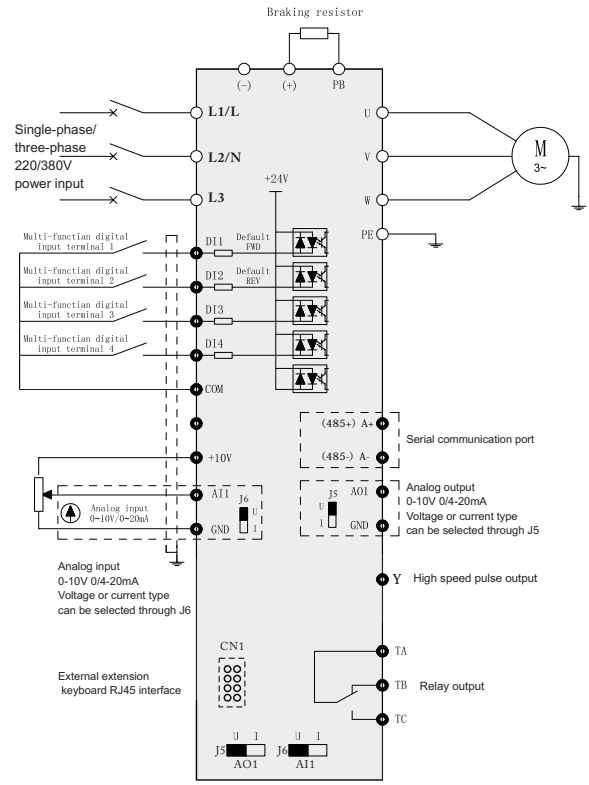 Braking resistor
(-) (+) PB
L1/L
U
Single-phase/
three-phase
220/380V
power input
L2/N
V
M
3~
L3
W
+24V
PE
Multi-functian digital
input terminal 1
DI1
Default
FWD
Multi-functian digital
input terminal 2
DI2
Default
REV
Multi-functian digital
input terminal 3
DI3
Multi-functian digital
input terminal 4
DI4
COM
(485+) A+
(485-) A-
Serial communication port
+10V
AI1
J6
U
I
GND
Analog input
0~10V/0~20mA
J5
U
I
AO1
GND
Analog output
0-10V 0/4-20mA
Voltage or current type
can be selected through J5
Analog input
0-10V 0/4-20mA
Voltage or current type
can be selected through J6
Y High speed pulse output
CN1
External extension
keyboard RJ45 interface
TA
TB
Relay output
TC
U I
J5
AO1
U I
J6
AI1